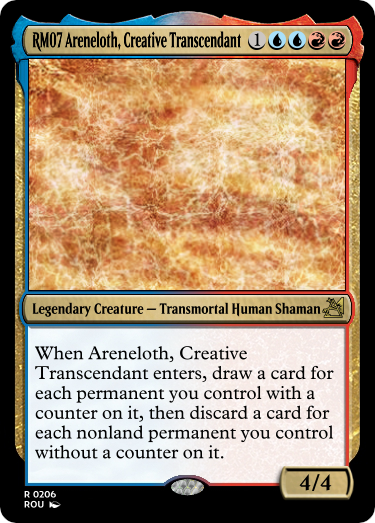 RM07 Areneloth, Creative Transcendant 1
Legendary Creature — Transmortal Human Shaman
When Areneloth, Creative
Transcendant enters, draw a card for
each permanent you control with a
counter on it, then discard a card for
each nonland permanent you control
without a counter on it.
4/4
R 0206
ROU